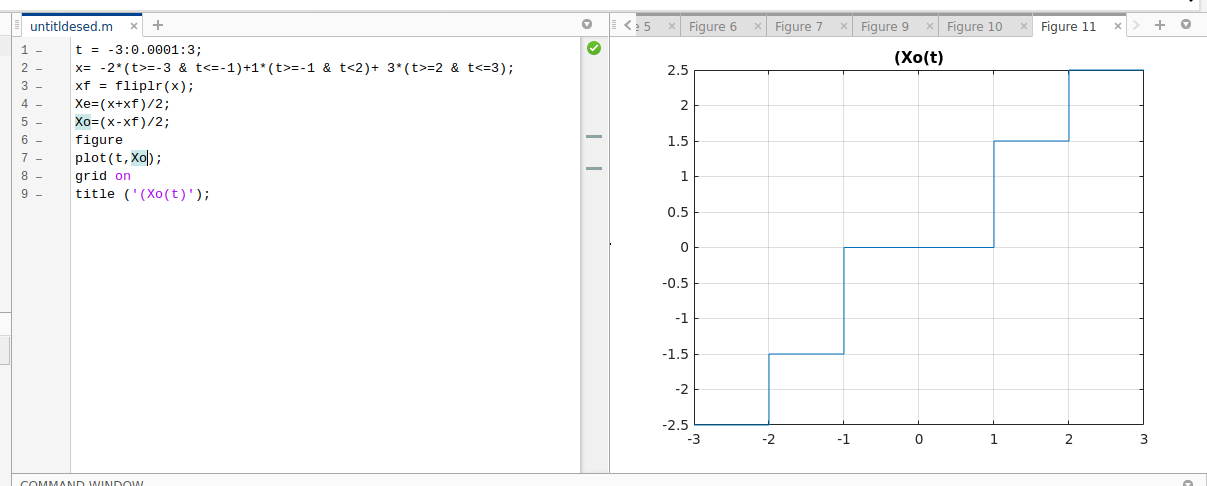 untitldesed.m × +
e 5 × Figure 6 × Figure 7 × Figure 9 × Figure 10 × Figure 11 × +
1 – t = -3:0.0001:3;
2 – x= -2*(t>=-3 & t<=-1)+1*(t>=-1 & t<2)+ 3*(t>=2 & t<=3);
3 – xf = fliplr(x);
4 – Xe=(x+xf)/2;
5 – Xo=(x-xf)/2;
6 – figure
7 – plot(t,Xo);
8 – grid on
9 – title ('(Xo(t)');
(Xo(t)
2.5
2
1.5
1
0.5
0
-0.5
-1
-1.5
-2
-2.5
-3 -2 -1 0 1 2 3
COMMAND WINDOW